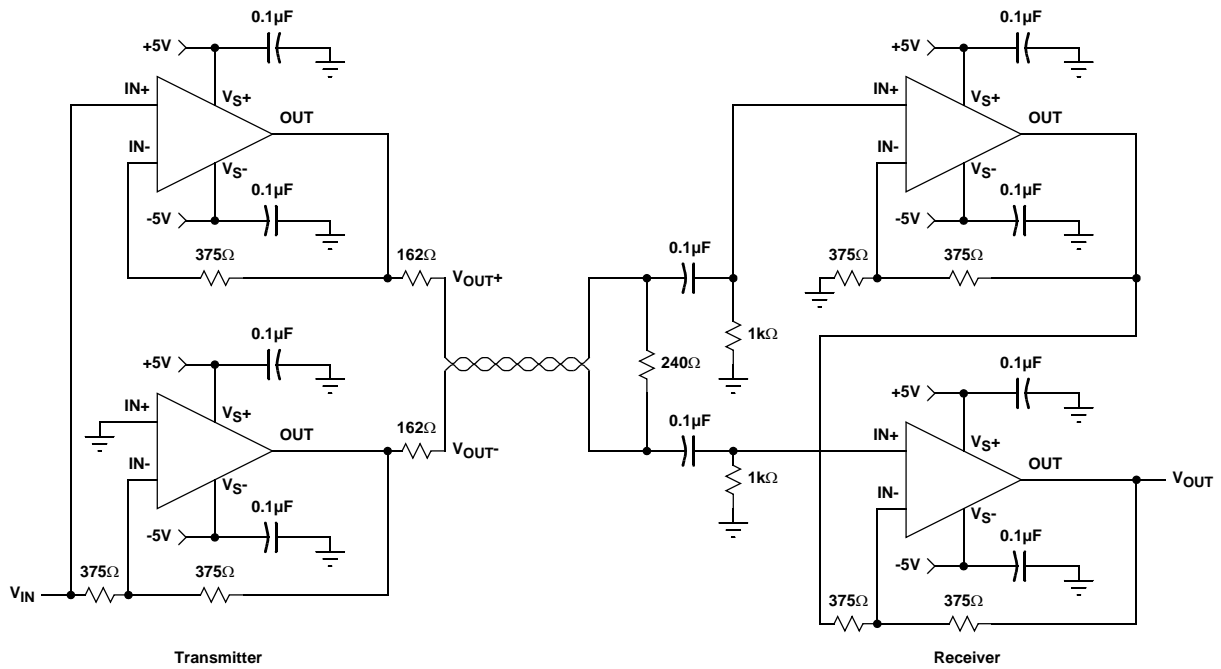 0.1µF
+5V
IN+
VS+
OUT
IN-
VS-
0.1µF
-5V
375Ω
162Ω
VOUT+
0.1µF
+5V
IN+
VS+
OUT
162Ω
VOUT-
IN-
VS-
0.1µF
-5V
375Ω
375Ω
VIN
Transmitter
0.1µF
240Ω
1kΩ
0.1µF
1kΩ
0.1µF
+5V
IN+
VS+
OUT
IN-
VS-
0.1µF
-5V
375Ω
375Ω
0.1µF
+5V
IN+
VS+
OUT
VOUT
IN-
VS-
0.1µF
-5V
375Ω
375Ω
Receiver